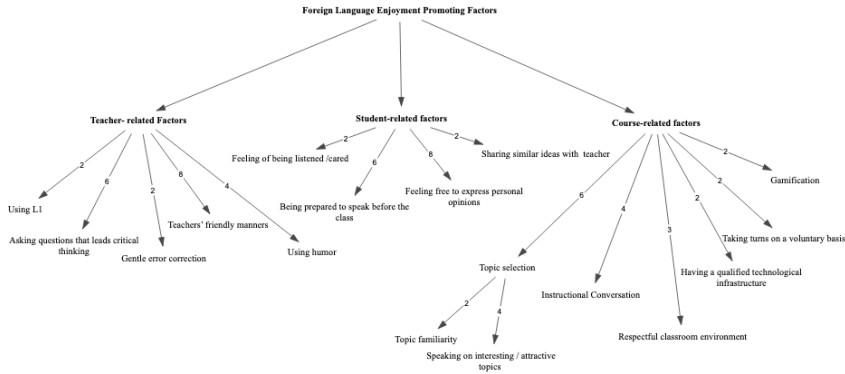 Foreign Language Enjoyment Promoting Factors
Teacher- related Factors
Student-related factors
Course-related factors
2
6
2
8
4
Using L1
Asking questions that leads critical
thinking
Gentle error correction
Teachers' friendly manners
Using humor
2
6
8
2
Feeling of being listened /cared
Being prepared to speak before the
class
Feeling free to express personal
opinions
Sharing similar ideas with teacher
6
4
3
2
2
2
Topic selection
Instructional Conversation
Respectful classroom environment
Having a qualified technological
infrastructure
Taking turns on a voluntary basis
Gamification
2
4
Topic familiarity
Speaking on interesting / attractive
topics